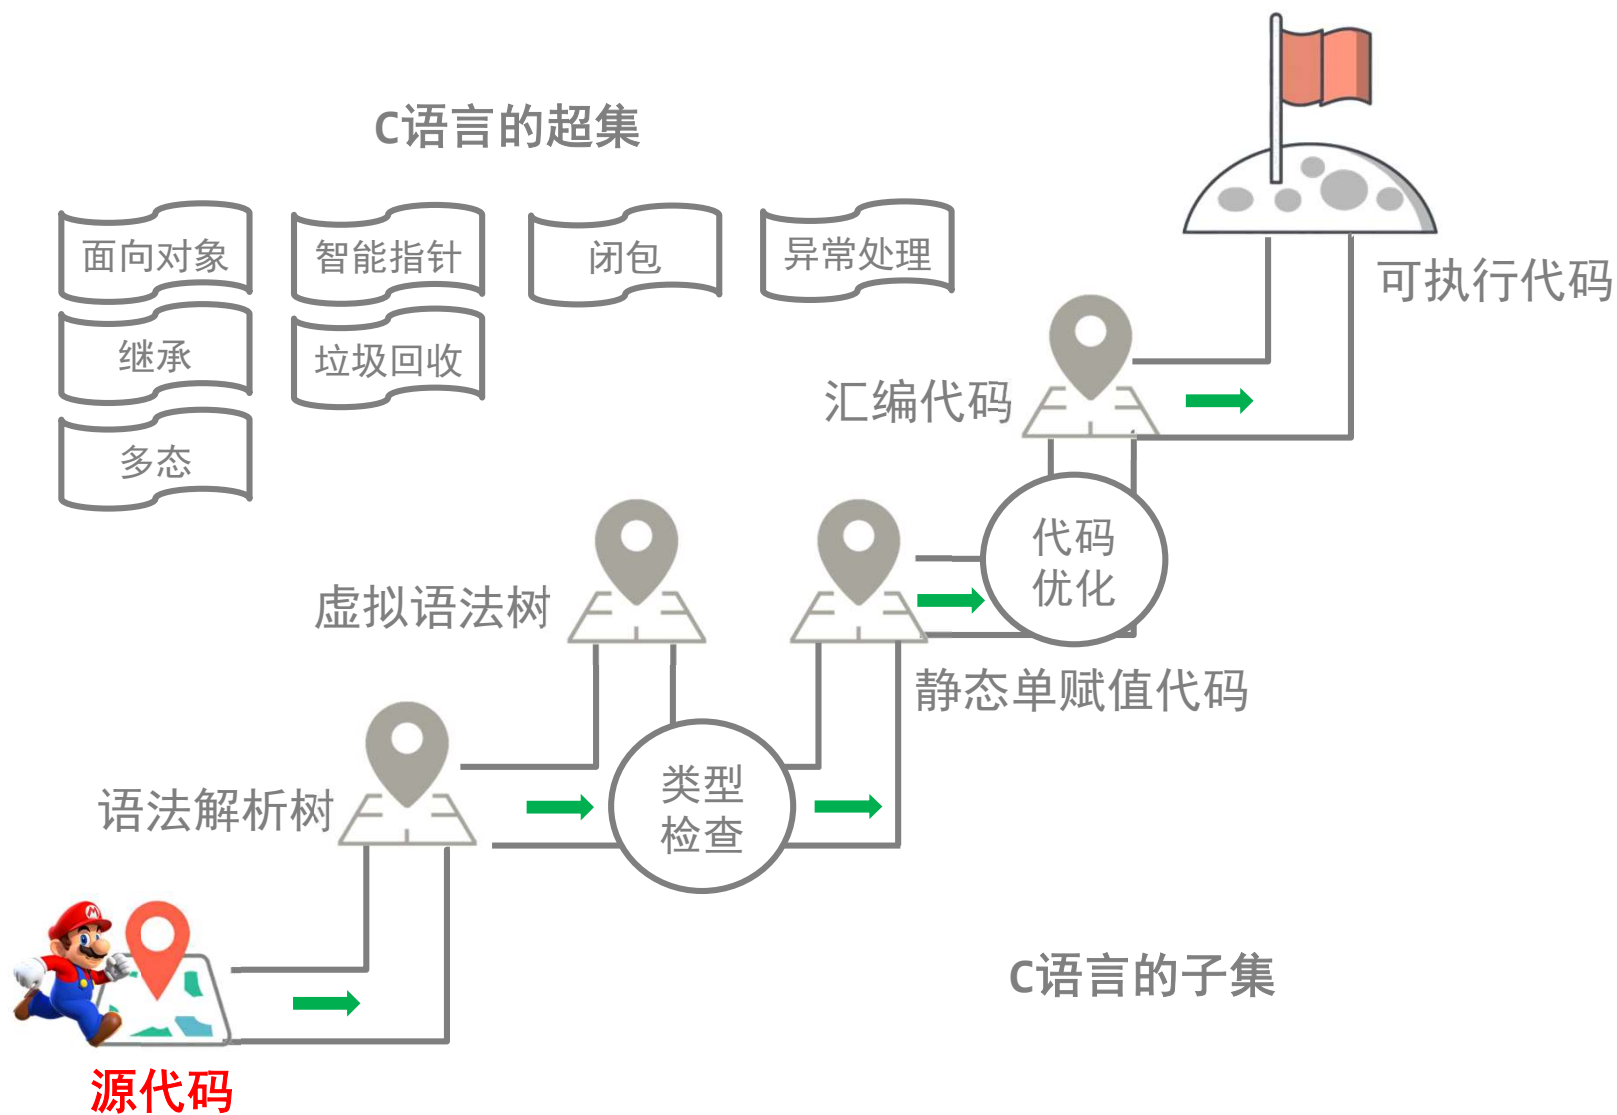 C语言的超集
面向对象
智能指针
闭包
异常处理
继承
垃圾回收
多态
可执行代码
汇编代码
代码
优化
虚拟语法树
静态单赋值代码
类型
检查
语法解析树
C语言的子集
M
源代码